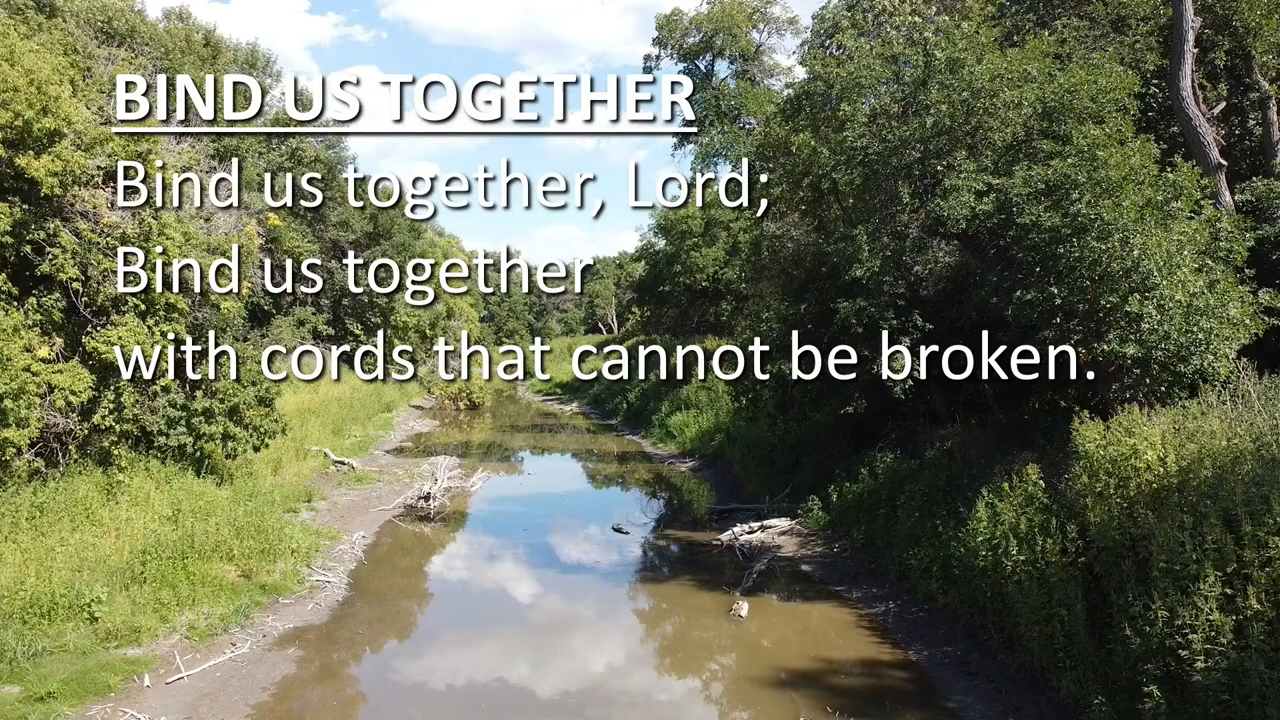 BIND US TOGETHER
Bind us together, Lord;
Bind us together
with cords that cannot be broken.